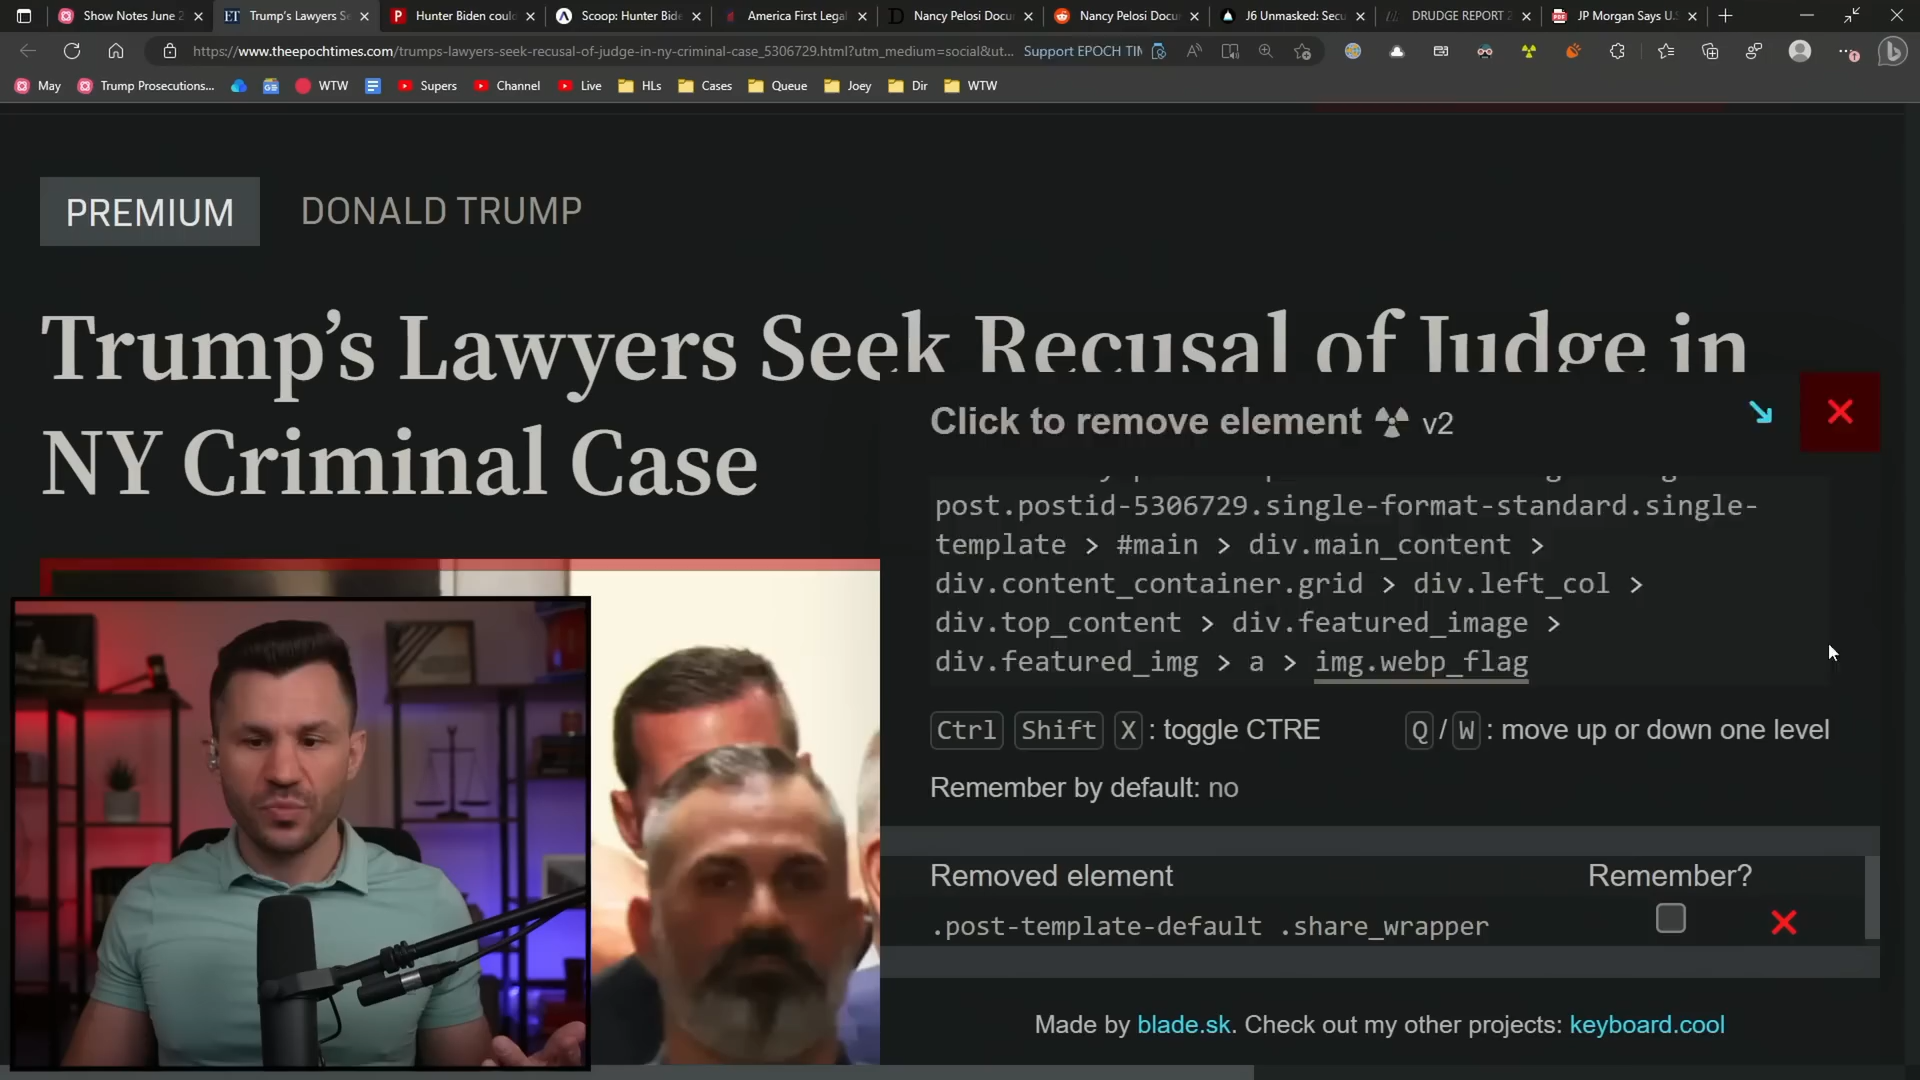 Show Notes June 2
Trump's Lawyers S
Hunter Biden coul
Scoop: Hunter Bid
America First Legal
Nancy Pelosi Docu
Nancy Pelosi Docu
J6 Unmasked: Secu
DRUDGE REPORT 2
JP Morgan Says U.S
https://www.theepochtimes.com/trumps-lawyers-seek-recusal-of-judge-in-ny-criminal-case_5306729.html?utm_medium=social&ut...
Support EPOCH TIM
May
Trump Prosecutions...
WTW
Supers
Channel
Live
HLs
Cases
Queue
Joey
Dir
WTW
PREMIUM
DONALD TRUMP
Trump’s Lawyers Seek Recusal of Judge in
NY Criminal Case
Click to remove element v2
post.postid-5306729.single-format-standard.single-
template > #main > div.main_content >
div.content_container.grid > div.left_col >
div.top_content > div.featured_image >
div.featured_img > a > img.webp_flag
Ctrl Shift X : toggle CTRE
Q / W : move up or down one level
Remember by default: no
Removed element
Remember?
.post-template-default .share_wrapper
Made by blade.sk. Check out my other projects: keyboard.cool